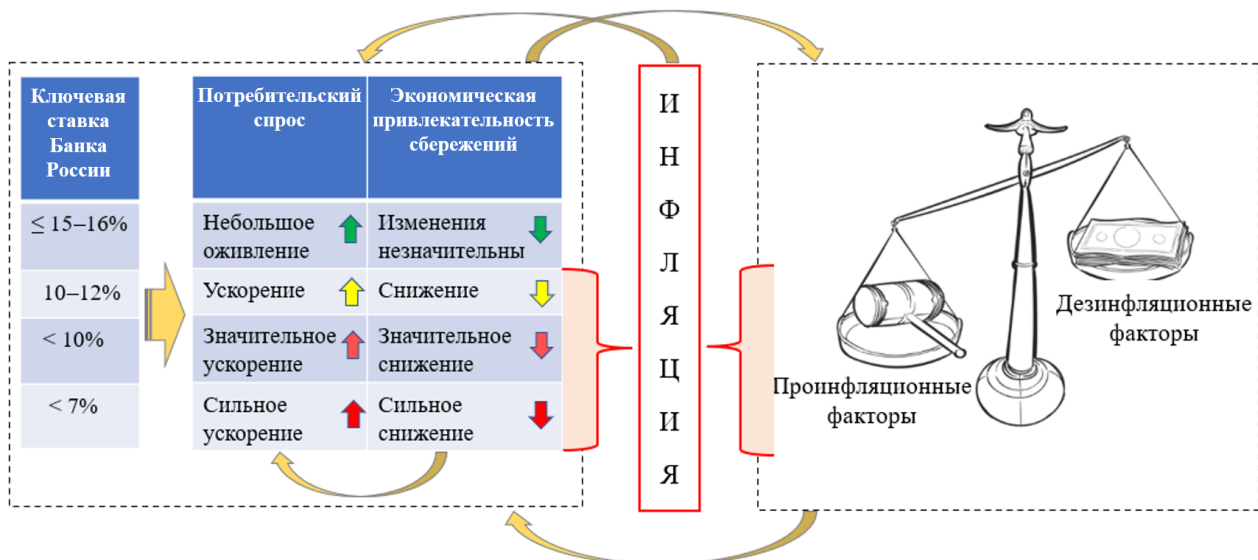 Ключевая
ставка
Банка
России
Потребительский
спрос
Экономическая
привлекательность
сбережений
≤ 15–16%
Небольшое
оживление
Изменения
незначительны
10–12%
Ускорение
Снижение
< 10%
Значительное
ускорение
Значительное
снижение
< 7%
Сильное
ускорение
Сильное
снижение
И
Н
Ф
Л
Я
Ц
И
Я
Проинфляционные
факторы
Дезинфляционные
факторы